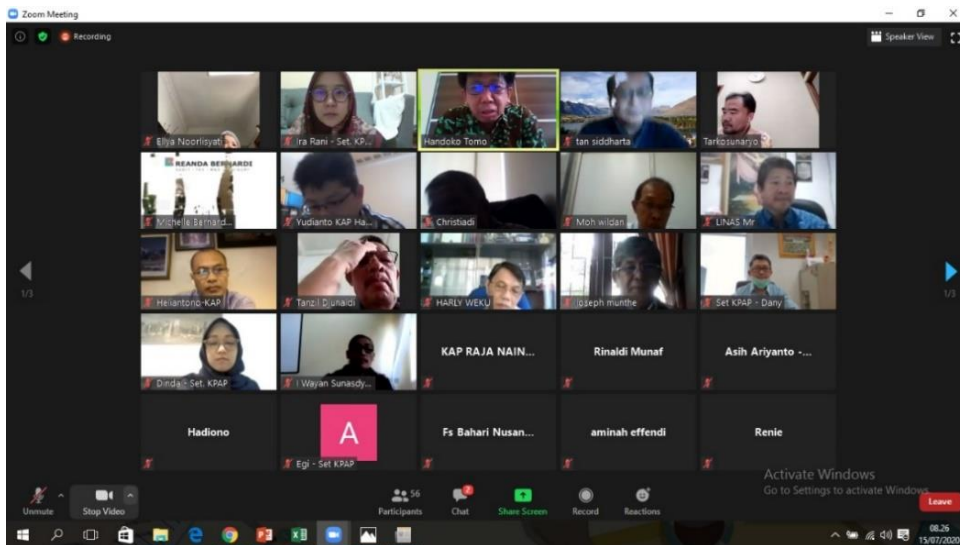 Zoom Meeting
Recording
Speaker View
Ellya Noorlisyati
Ira Rani - Set. KP...
Handoko Tomo
tan siddharta
Tarkosunaryo
REANDA BERNARDI
Michelle Bernard...
Yudianto KAP Ha...
Christiadi
Moh wildan
LINAS Mr
Heliantono-KAP
Tanzil Djunaidi
HARLY WEKU
Joseph munthe
Set KPAP - Dany
1/3
1/3
Dinda - Set. KPAP
I Wayan Sunasdy...
KAP RAJA NAIN...
Rinaldi Munaf
Asih Ariyanto -...
Hadiono
A
Egi - Set KPAP
Fs Bahari Nusan...
aminah effendi
Renie
Activate Windows
Go to Settings to activate Windows.
Unmute
Stop Video
56
Participants
2
Chat
Share Screen
Record
Reactions
Leave
08.26
15/07/2020